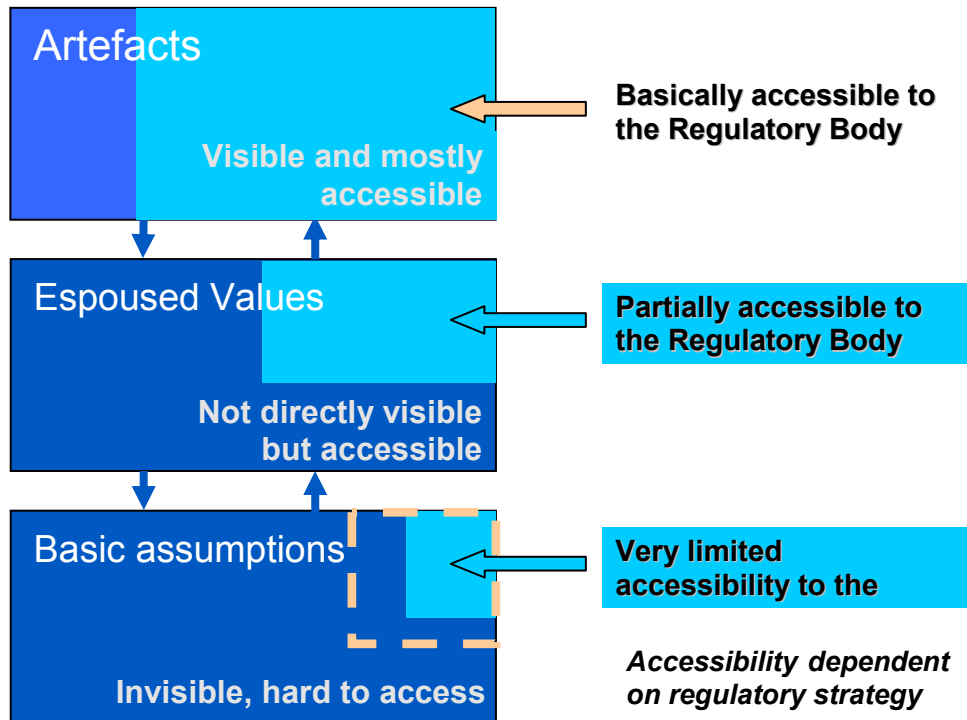 Artefacts
Visible and mostly
accessible
Basically accessible to
the Regulatory Body
Espoused Values
Not directly visible
but accessible
Partially accessible to
the Regulatory Body
Basic assumptions
Invisible, hard to access
Very limited
accessibility to the
Accessibility dependent
on regulatory strategy